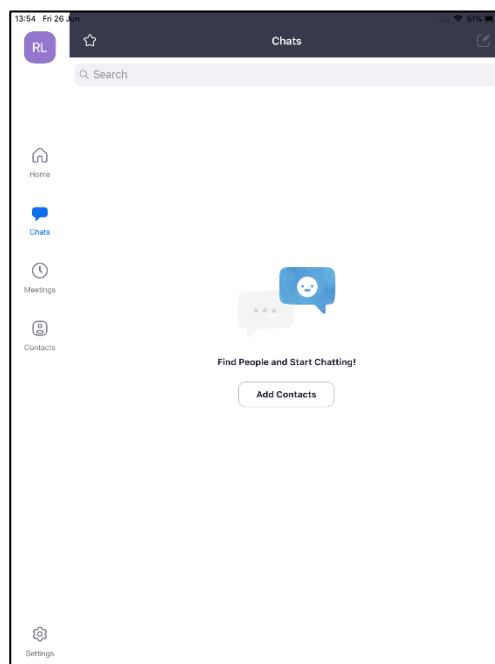 13:54 Fri 26 Jun
51%
RL
Chats
Search
Home
Chats
Meetings
Contacts
Find People and Start Chatting!
Add Contacts
Settings